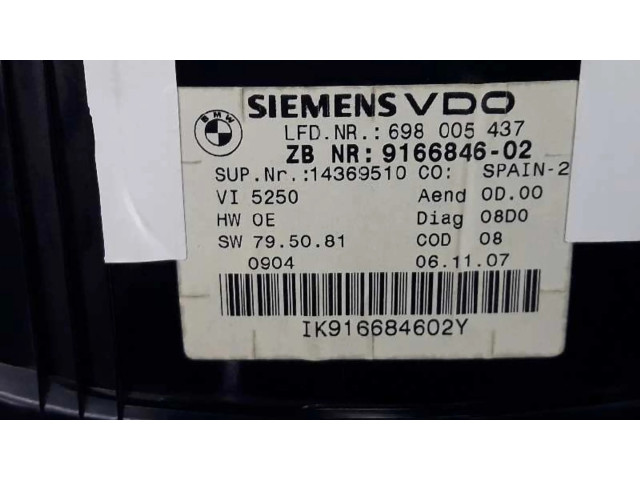 BMW SIEMENS VDO
LFD.NR.:698 005 437
ZB NR:9166846-02
SUP.Nr.:14369510 CO: SPAIN-2
VI 5250 Aend 0D.00
HW 0E Diag 08D0
SW 79.50.81 COD 08
0904 06.11.07
IK916684602Y